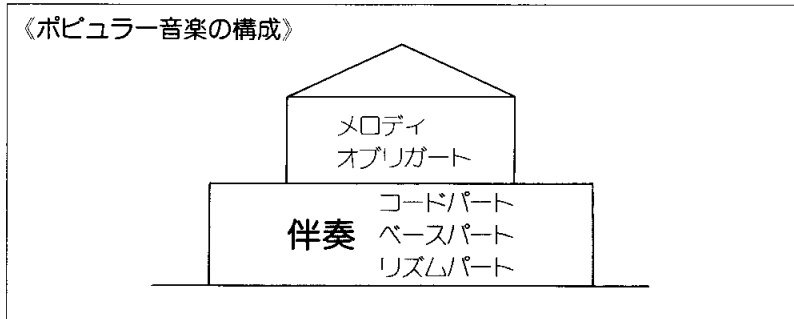 《ポピュラー音楽の構成》
メロディ
オブリガート
伴奏
コードパート
ベースパート
リズムパート